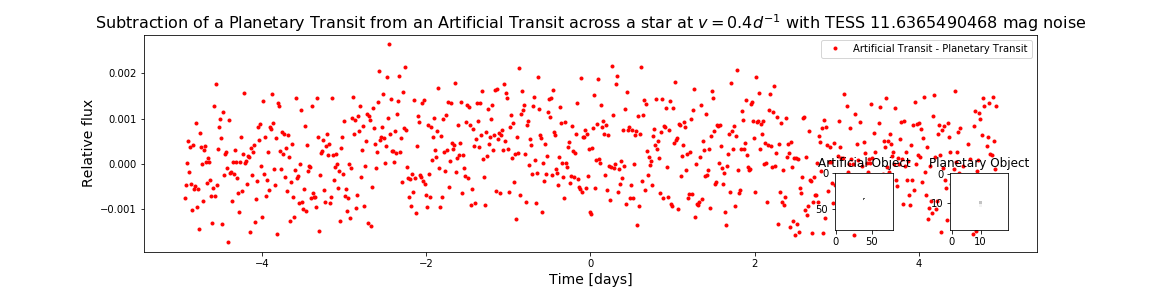 Subtraction of a Planetary Transit from an Artificial Transit across a star at v = 0.4d⁻¹ with TESS 11.6365490468 mag noise
Artificial Transit - Planetary Transit
Relative flux
0.002
0.001
0.000
−0.001
Artificial Object
Planetary Object
0
50
0 50
0
10
0 10
−4 −2 0 2 4
Time [days]